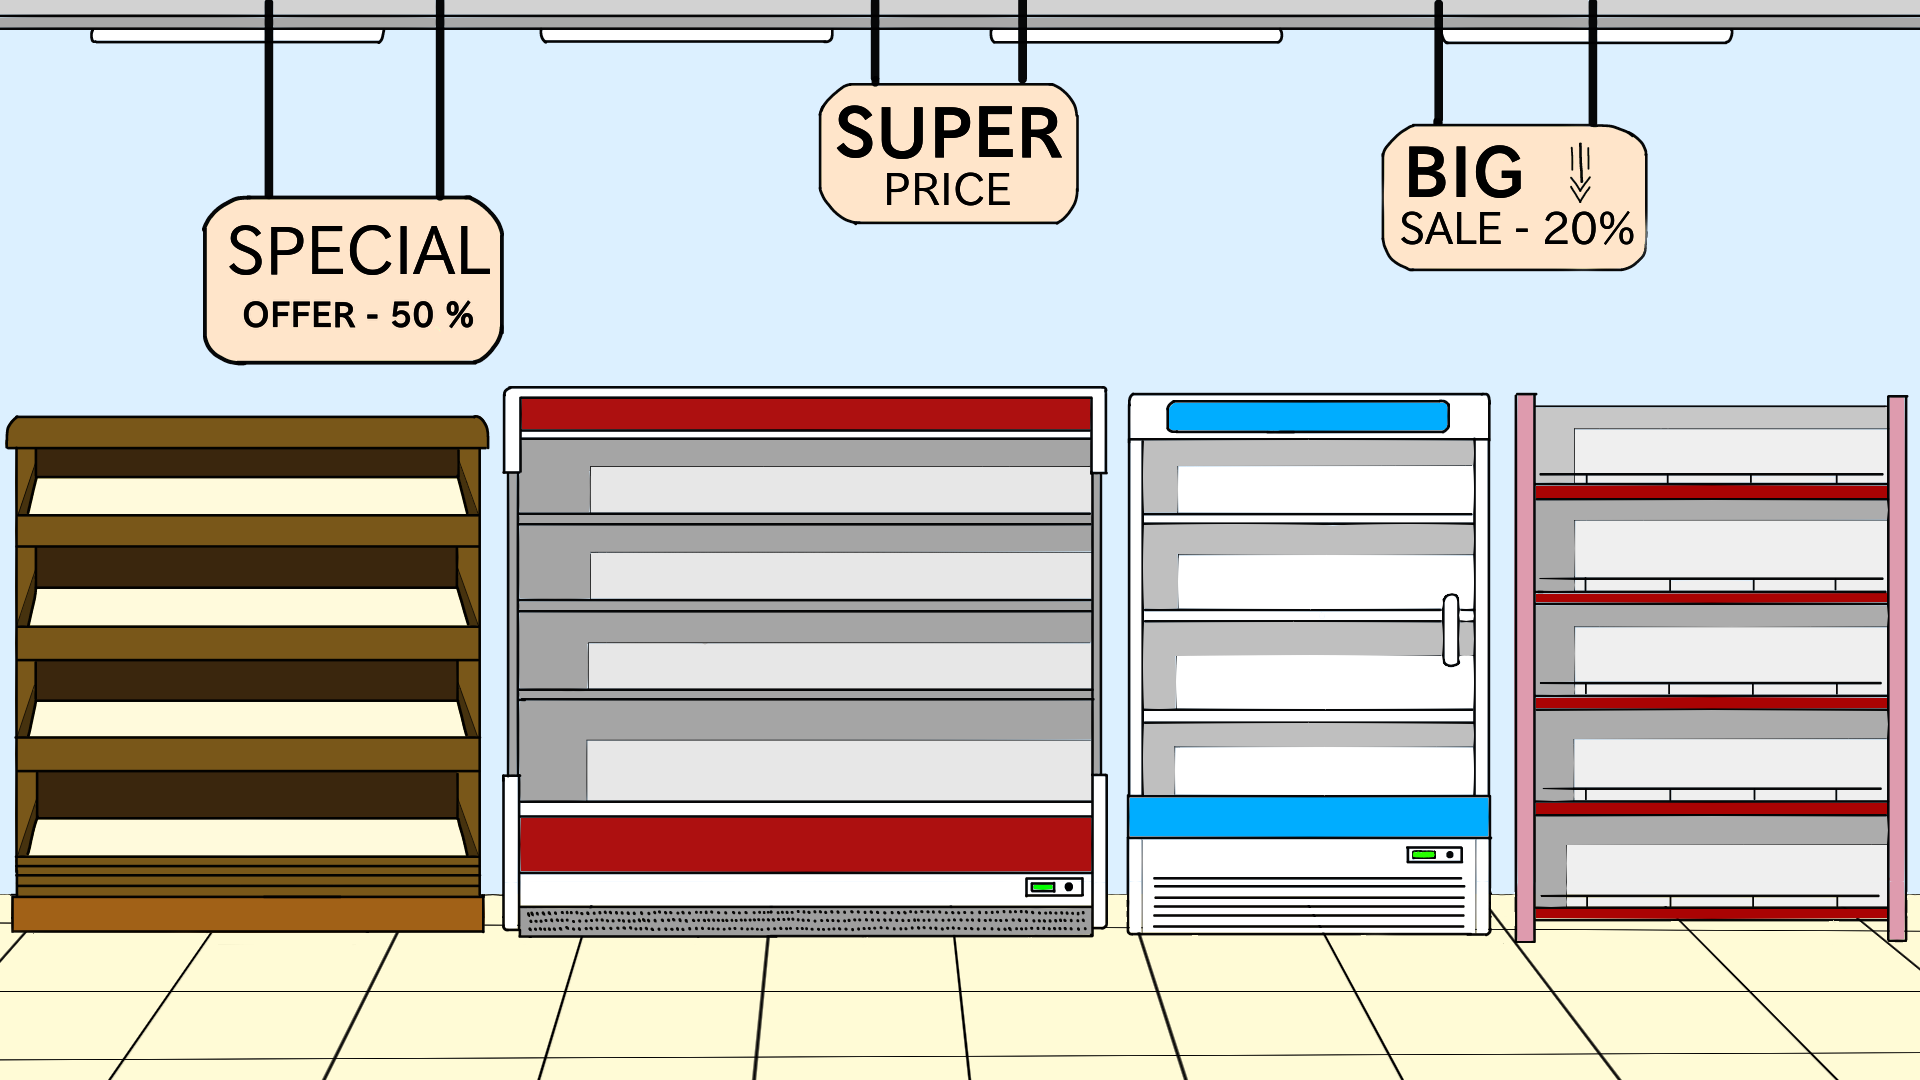 SPECIAL
OFFER - 50 %
SUPER
PRICE
BIG
SALE - 20%